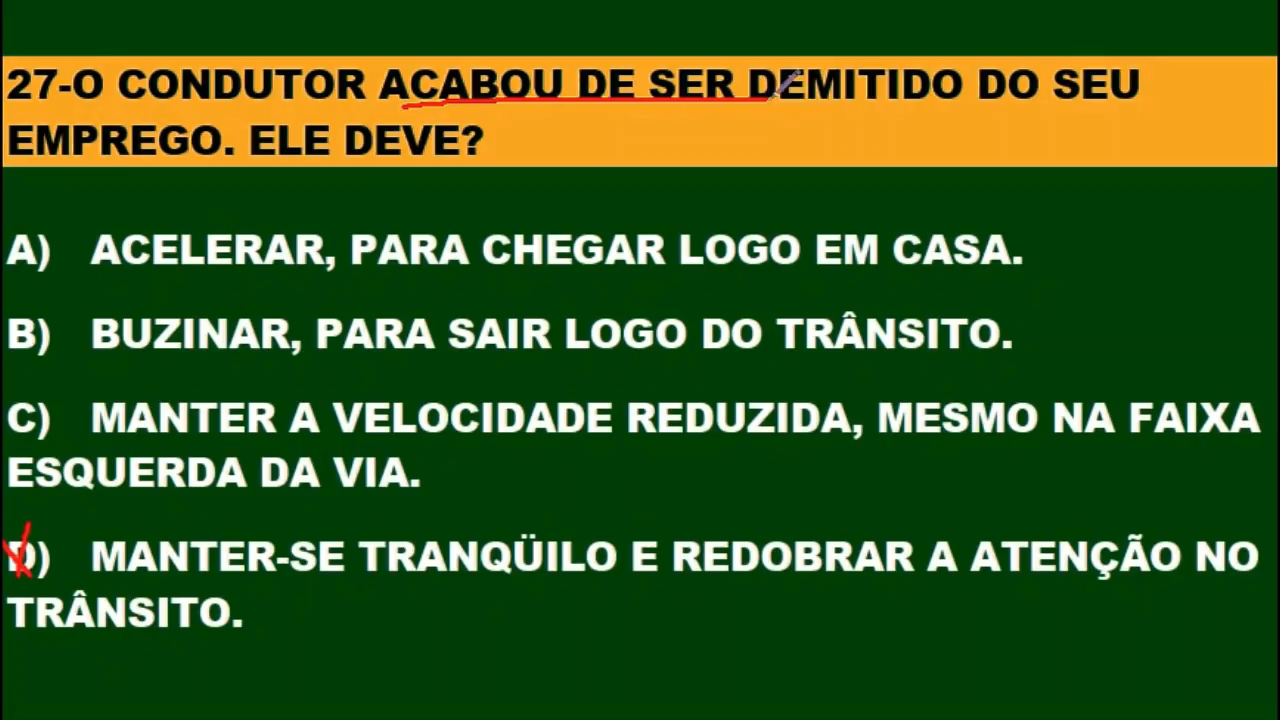 27-O CONDUTOR ACABOU DE SER DEMITIDO DO SEU
EMPREGO. ELE DEVE?
A) ACELERAR, PARA CHEGAR LOGO EM CASA.
B) BUZINAR, PARA SAIR LOGO DO TRÂNSITO.
C) MANTER A VELOCIDADE REDUZIDA, MESMO NA FAIXA
ESQUERDA DA VIA.
D) MANTER-SE TRANQÜILO E REDOBRAR A ATENÇÃO NO
TRÂNSITO.